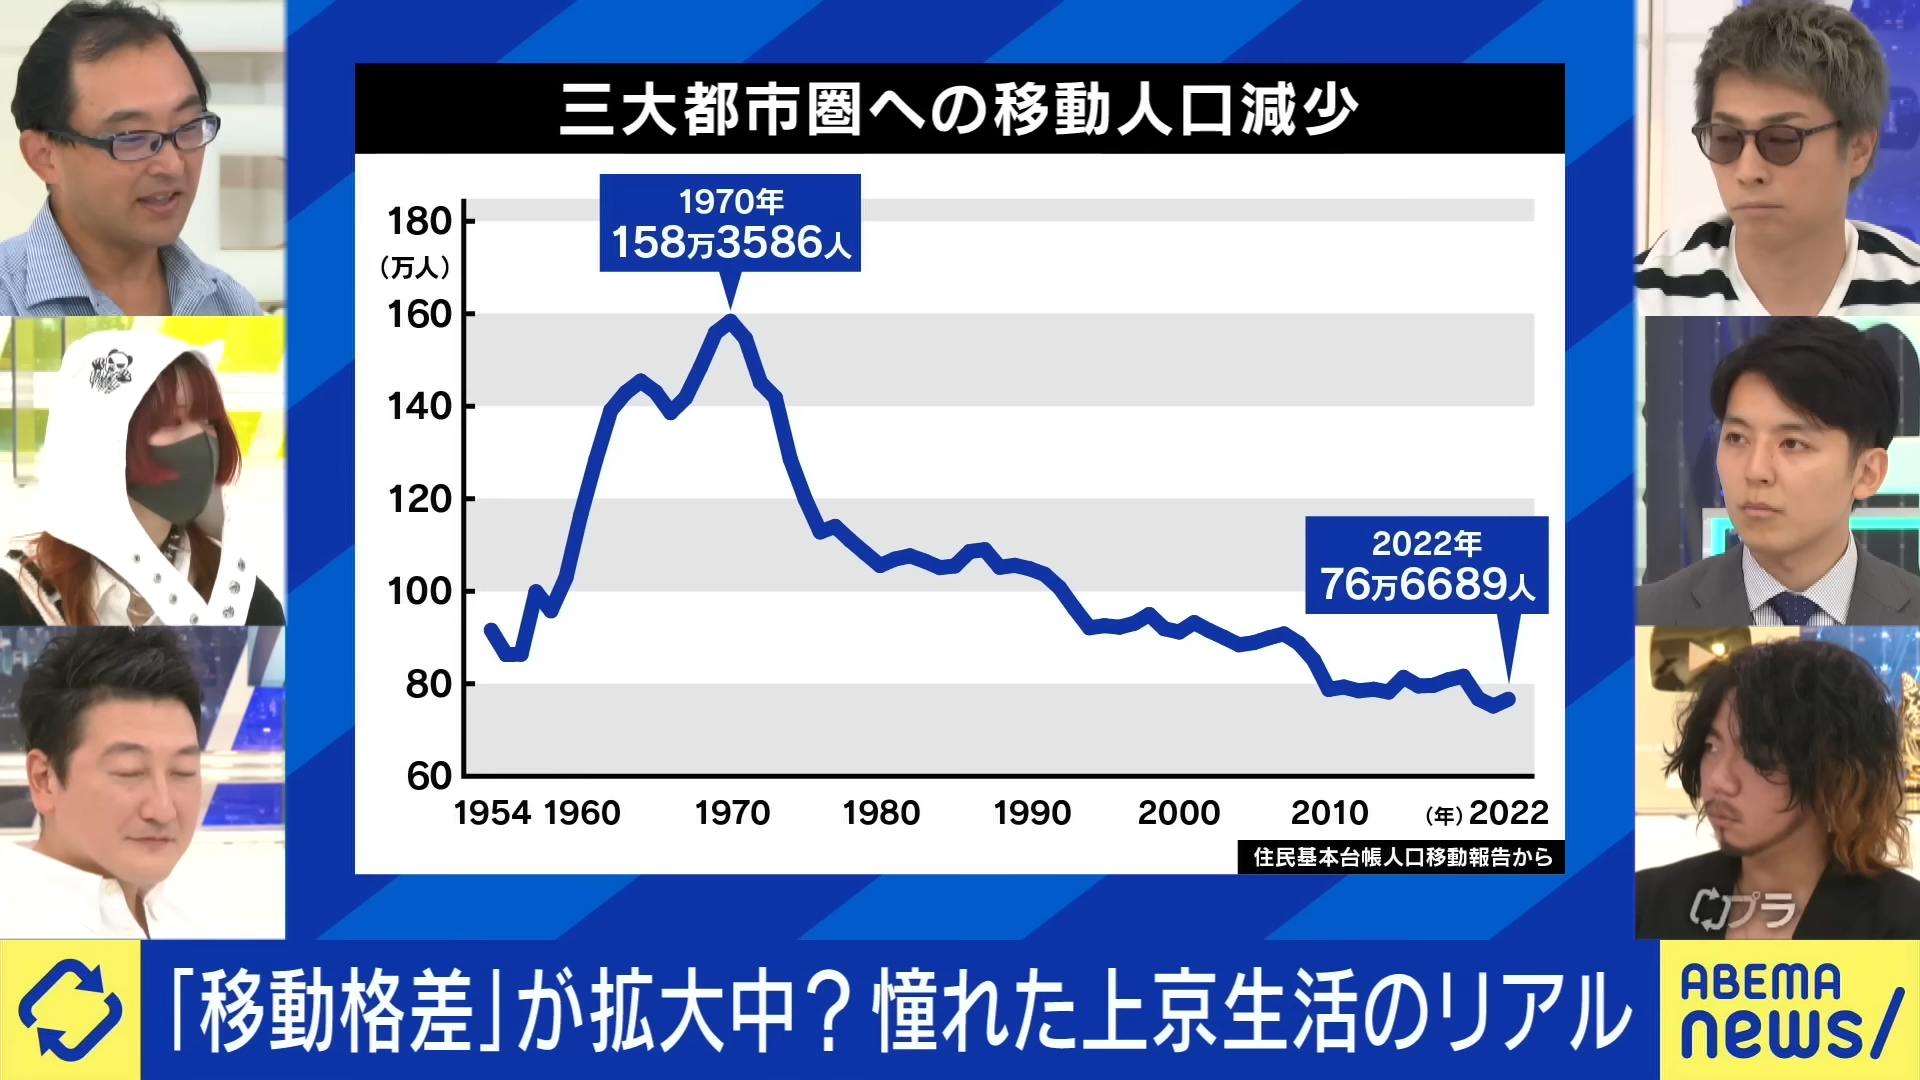 三大都市圏への移動人口減少
1970年
158万3586人
180
(万人)
160
140
120
100
80
60
2022年
76万6689人
1954 1960 1970 1980 1990 2000 2010 (年) 2022
住民基本台帳人口移動報告から
プラ
「移動格差」が拡大中？憧れた上京生活のリアル
ABEMA
news/